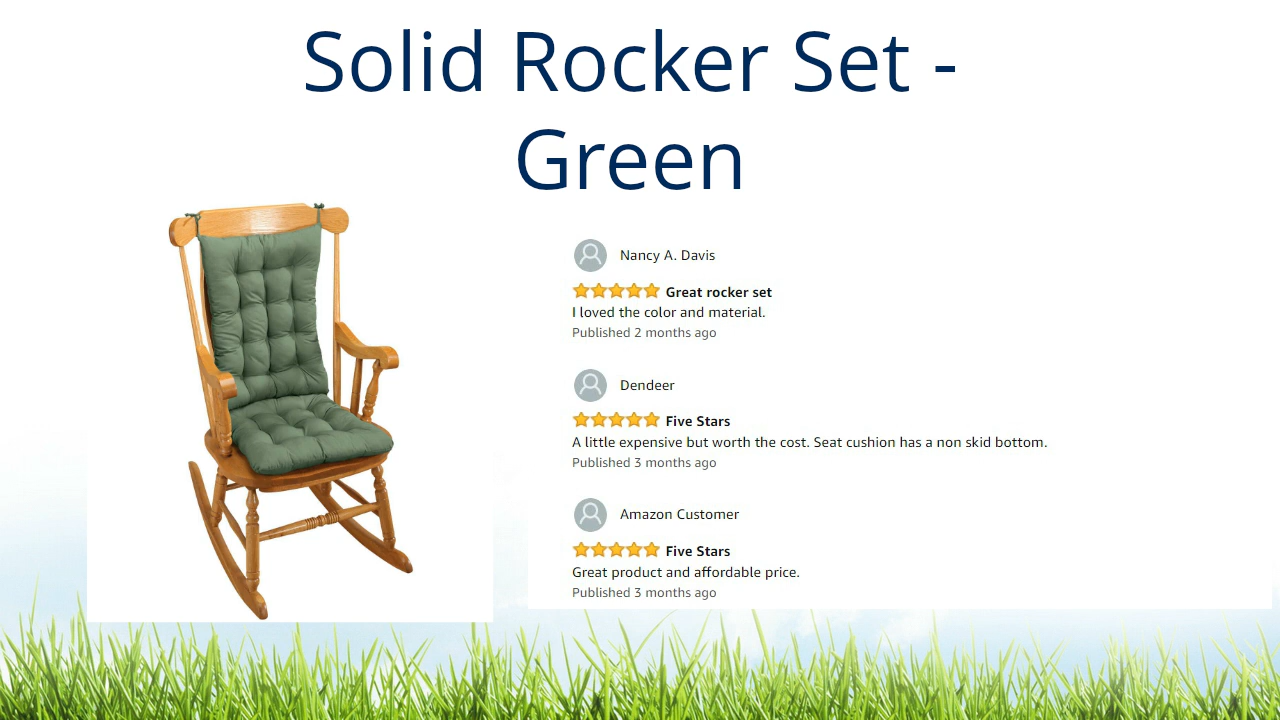 Solid Rocker Set -
Green
Nancy A. Davis
Great rocker set
I loved the color and material.
Published 2 months ago
Dendeer
Five Stars
A little expensive but worth the cost. Seat cushion has a non skid bottom.
Published 3 months ago
Amazon Customer
Five Stars
Great product and affordable price.
Published 3 months ago